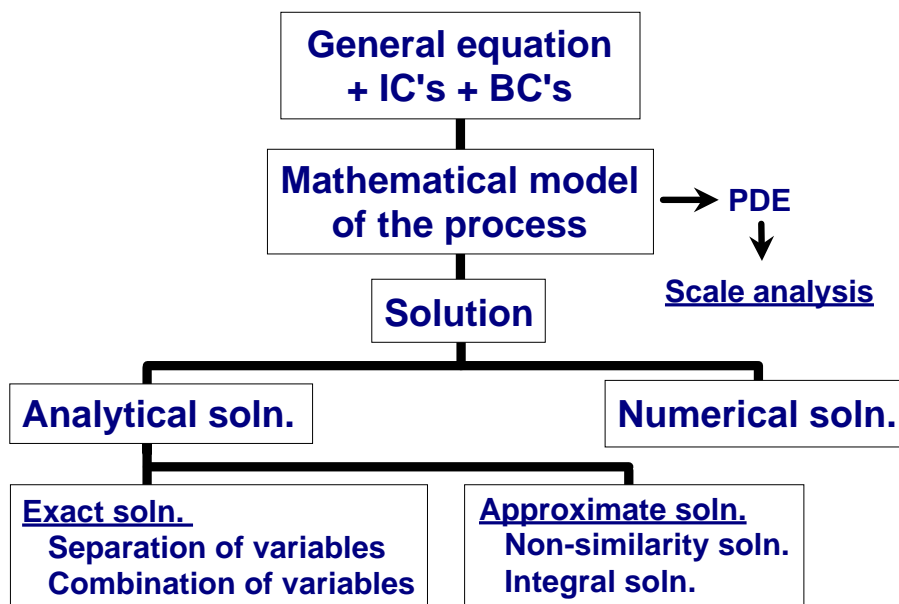 General equation
+ IC's + BC's
Mathematical model
of the process
PDE
Scale analysis
Solution
Analytical soln.
Numerical soln.
Exact soln.
Separation of variables
Combination of variables
Approximate soln.
Non-similarity soln.
Integral soln.